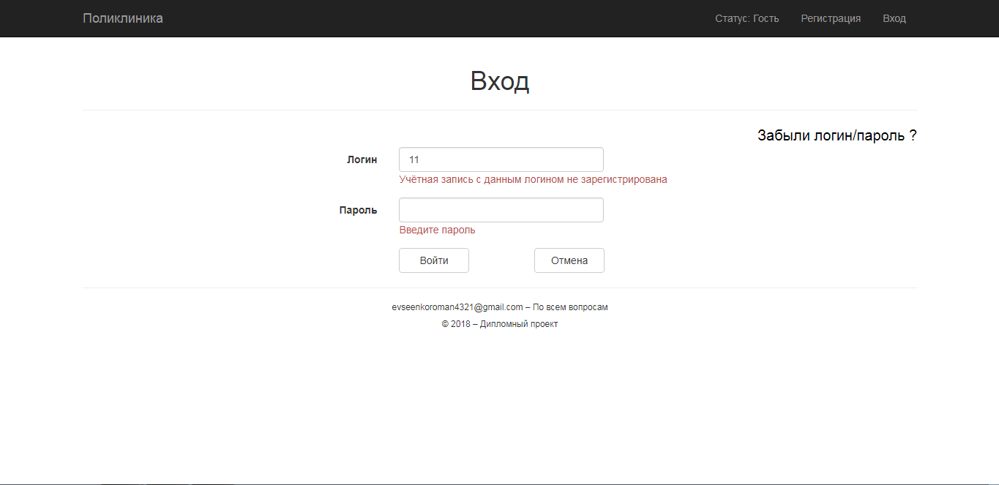 Поликлиника Статус: Гость Регистрация Вход
Вход
Забыли логин/пароль ?
Логин 11
Учётная запись с данным логином не зарегистрирована
Пароль
Введите пароль
Войти Отмена
evseenkoroman4321@gmail.com – По всем вопросам
© 2018 – Дипломный проект